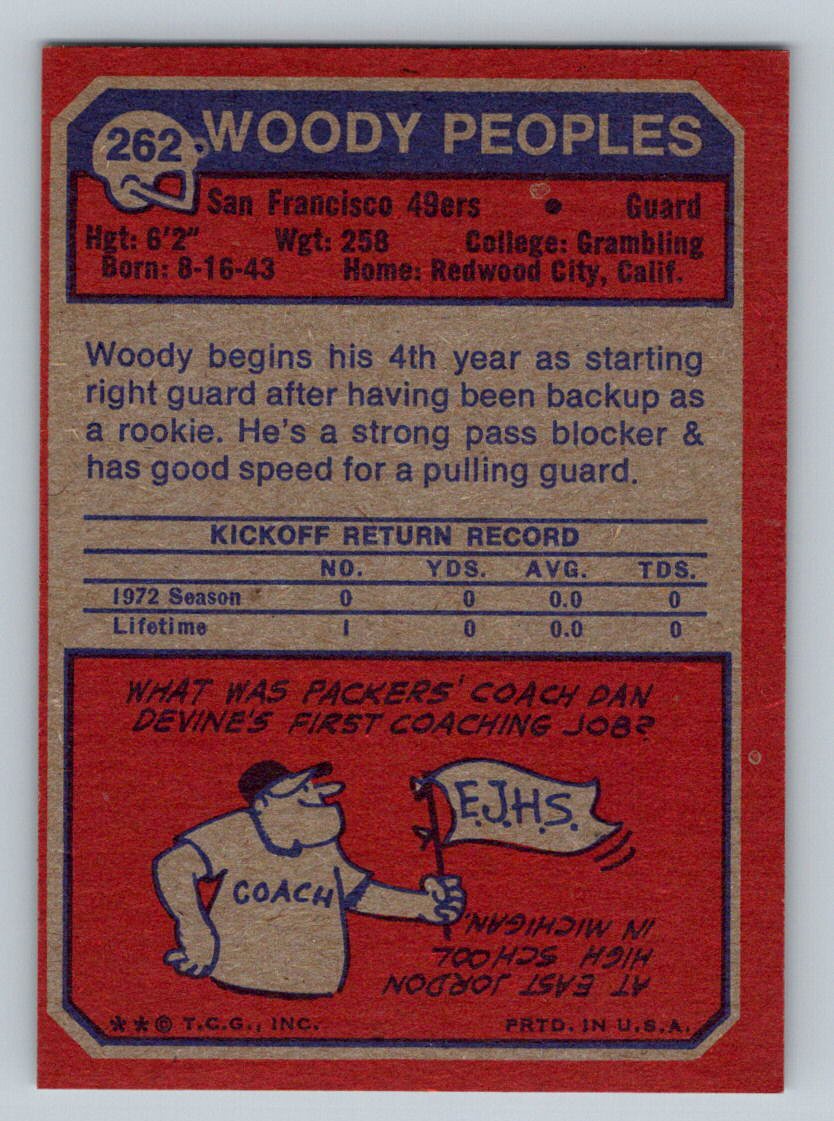 262 WOODY PEOPLES
San Francisco 49ers • Guard
Hgt: 6'2" Wgt: 258 College: Grambling
Born: 8-16-43 Home: Redwood City, Calif.
Woody begins his 4th year as starting
right guard after having been backup as
a rookie. He's a strong pass blocker &
has good speed for a pulling guard.
KICKOFF RETURN RECORD
NO. YDS. AVG. TDS.
1972 Season 0 0 0.0 0
Lifetime 1 0 0.0 0
WHAT WAS PACKERS' COACH DAN
DEVINE'S FIRST COACHING JOB?
E.J.H.S.
COACH
AT EAST JORDON
HIGH SCHOOL
IN MICHIGAN.
**© T.C.G., INC. PRTD. IN U.S.A.